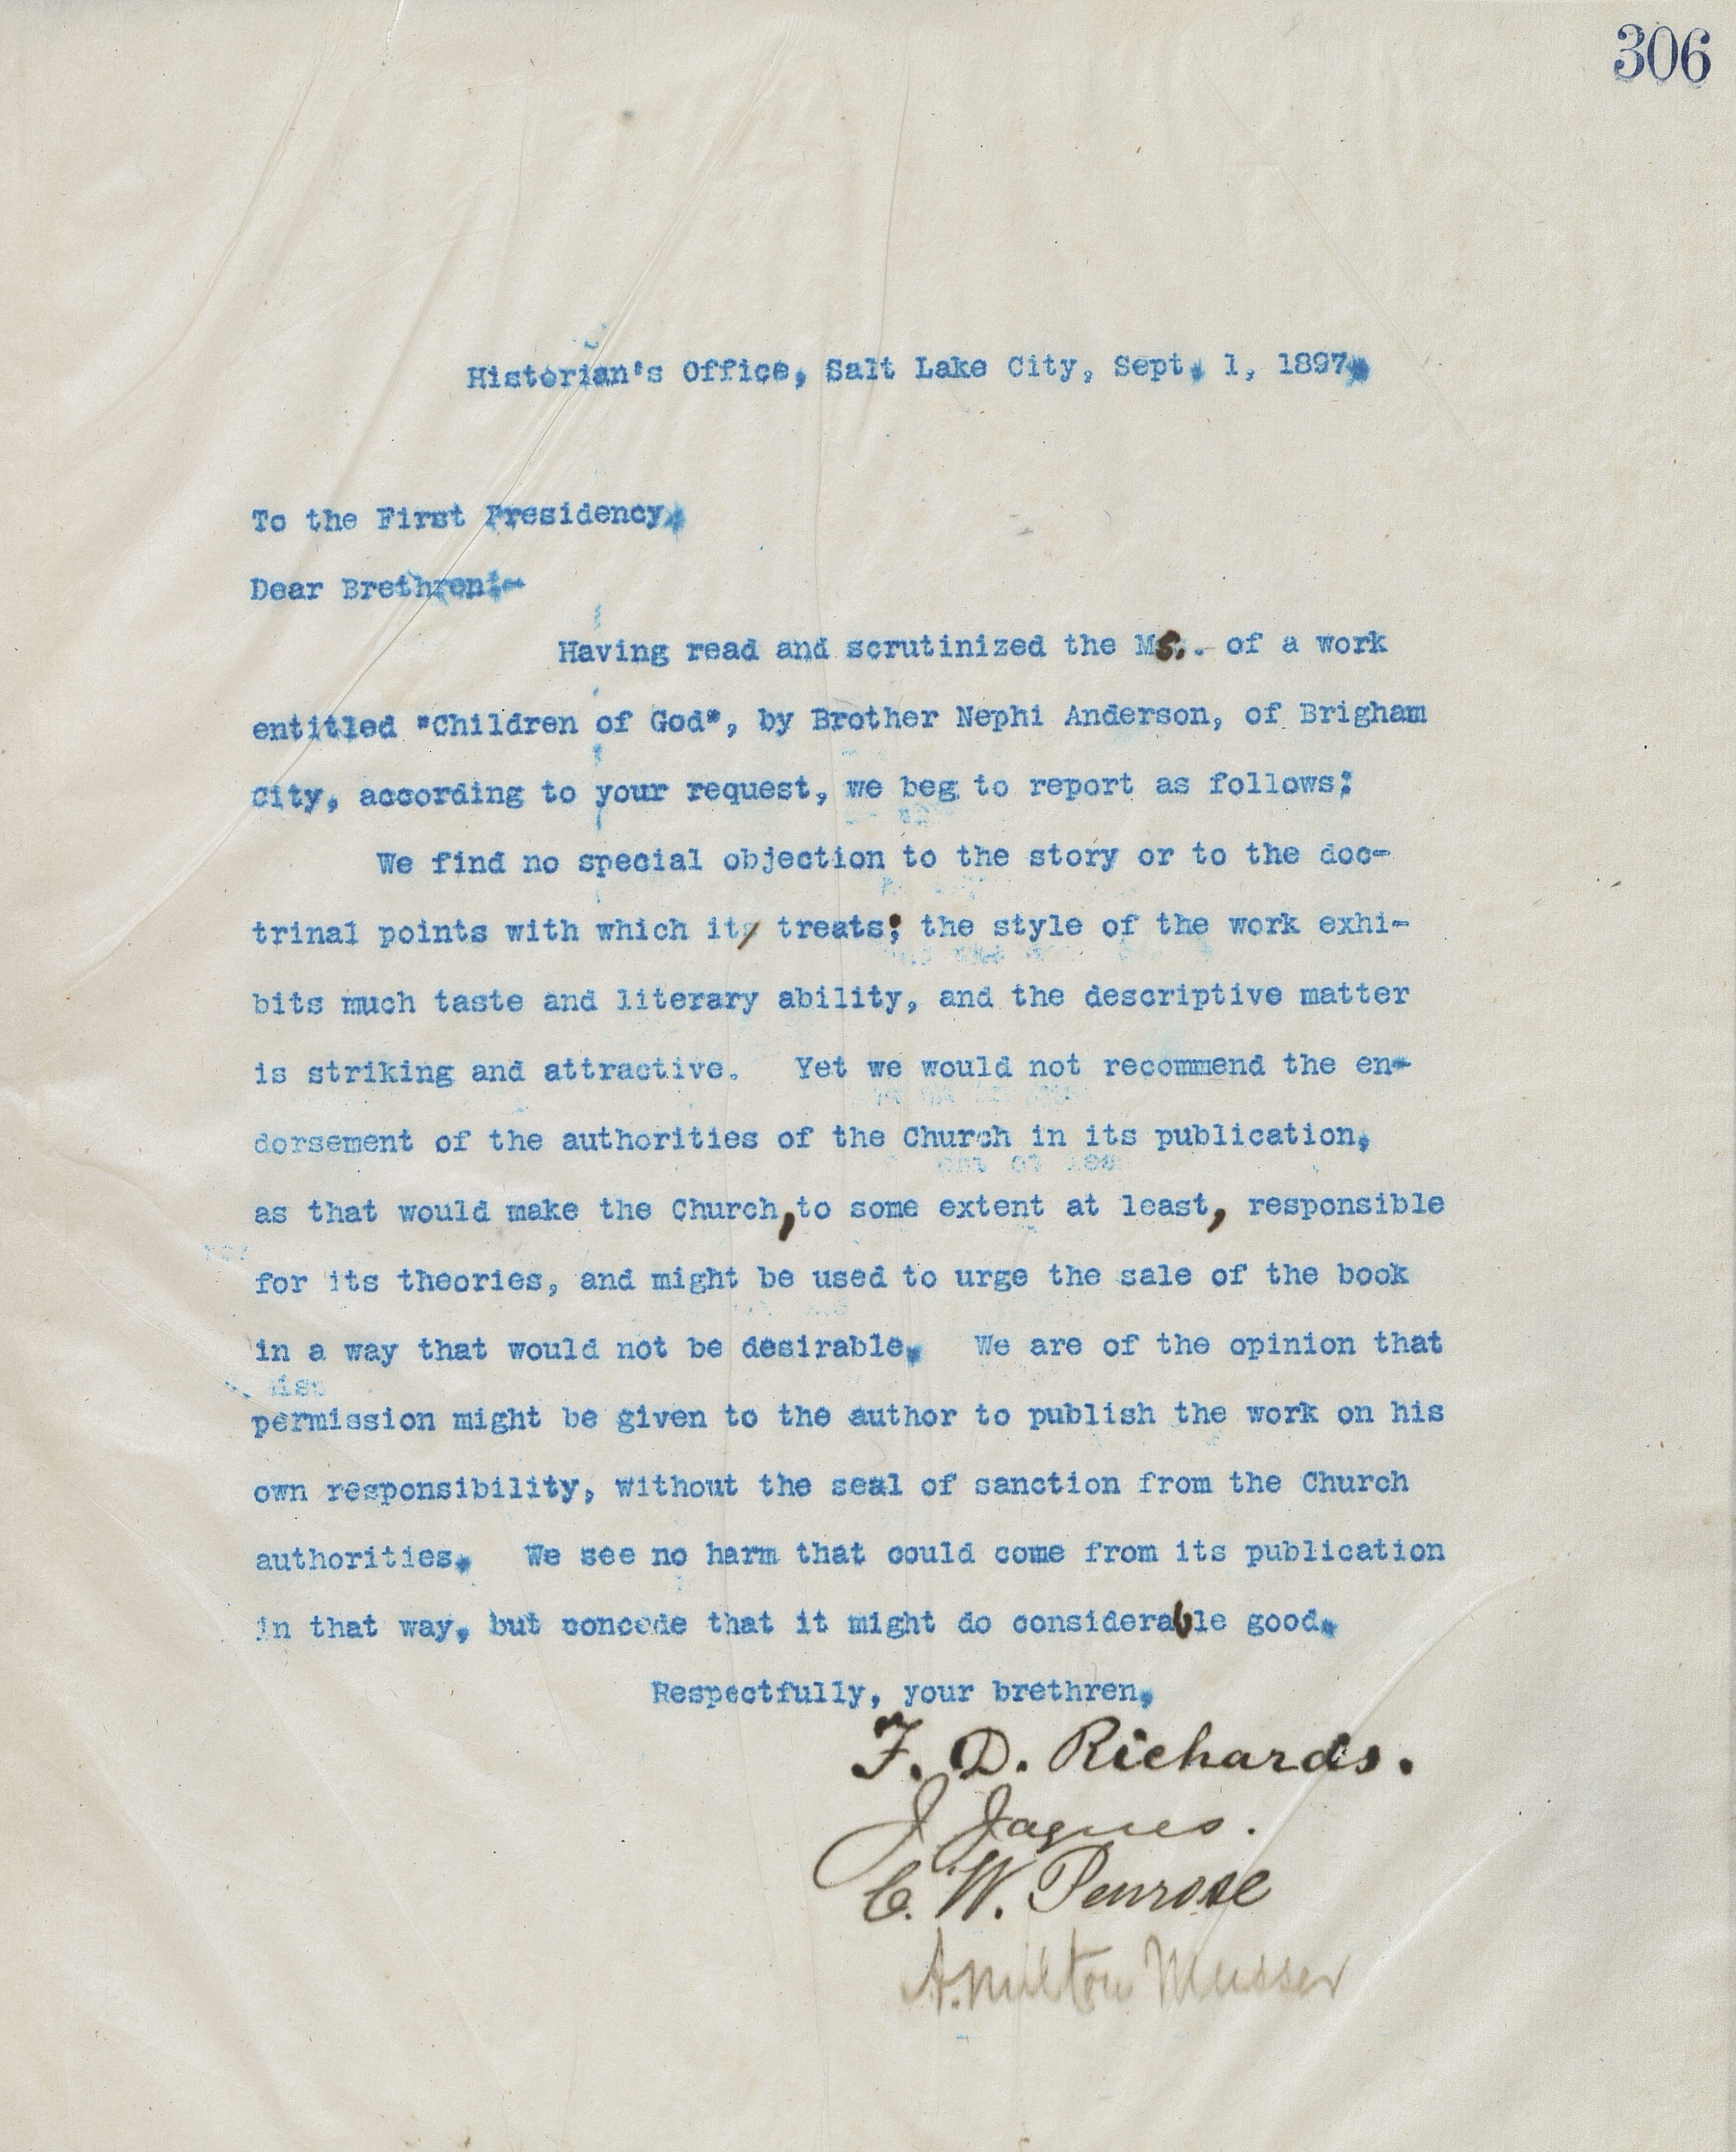 306
Historian's Office, Salt Lake City, Sept. 1, 1897.
To the First Presidency.
Dear Brethren:-
Having read and scrutinized the Ms. of a work
entitled "Children of God", by Brother Nephi Anderson, of Brigham
City, according to your request, we beg to report as follows:
We find no special objection to the story or to the doc-
trinal points with which it treats; the style of the work exhi-
bits much taste and literary ability, and the descriptive matter
is striking and attractive. Yet we would not recommend the en-
dorsement of the authorities of the Church in its publication,
as that would make the Church, to some extent at least, responsible
for its theories, and might be used to urge the sale of the book
in a way that would not be desirable. We are of the opinion that
permission might be given to the author to publish the work on his
own responsibility, without the seal of sanction from the Church
authorities. We see no harm that could come from its publication
in that way, but concede that it might do considerable good.
Respectfully, your brethren,
F. D. Richards.
J Jaques.
C. W. Penrose
A. Milton Musser